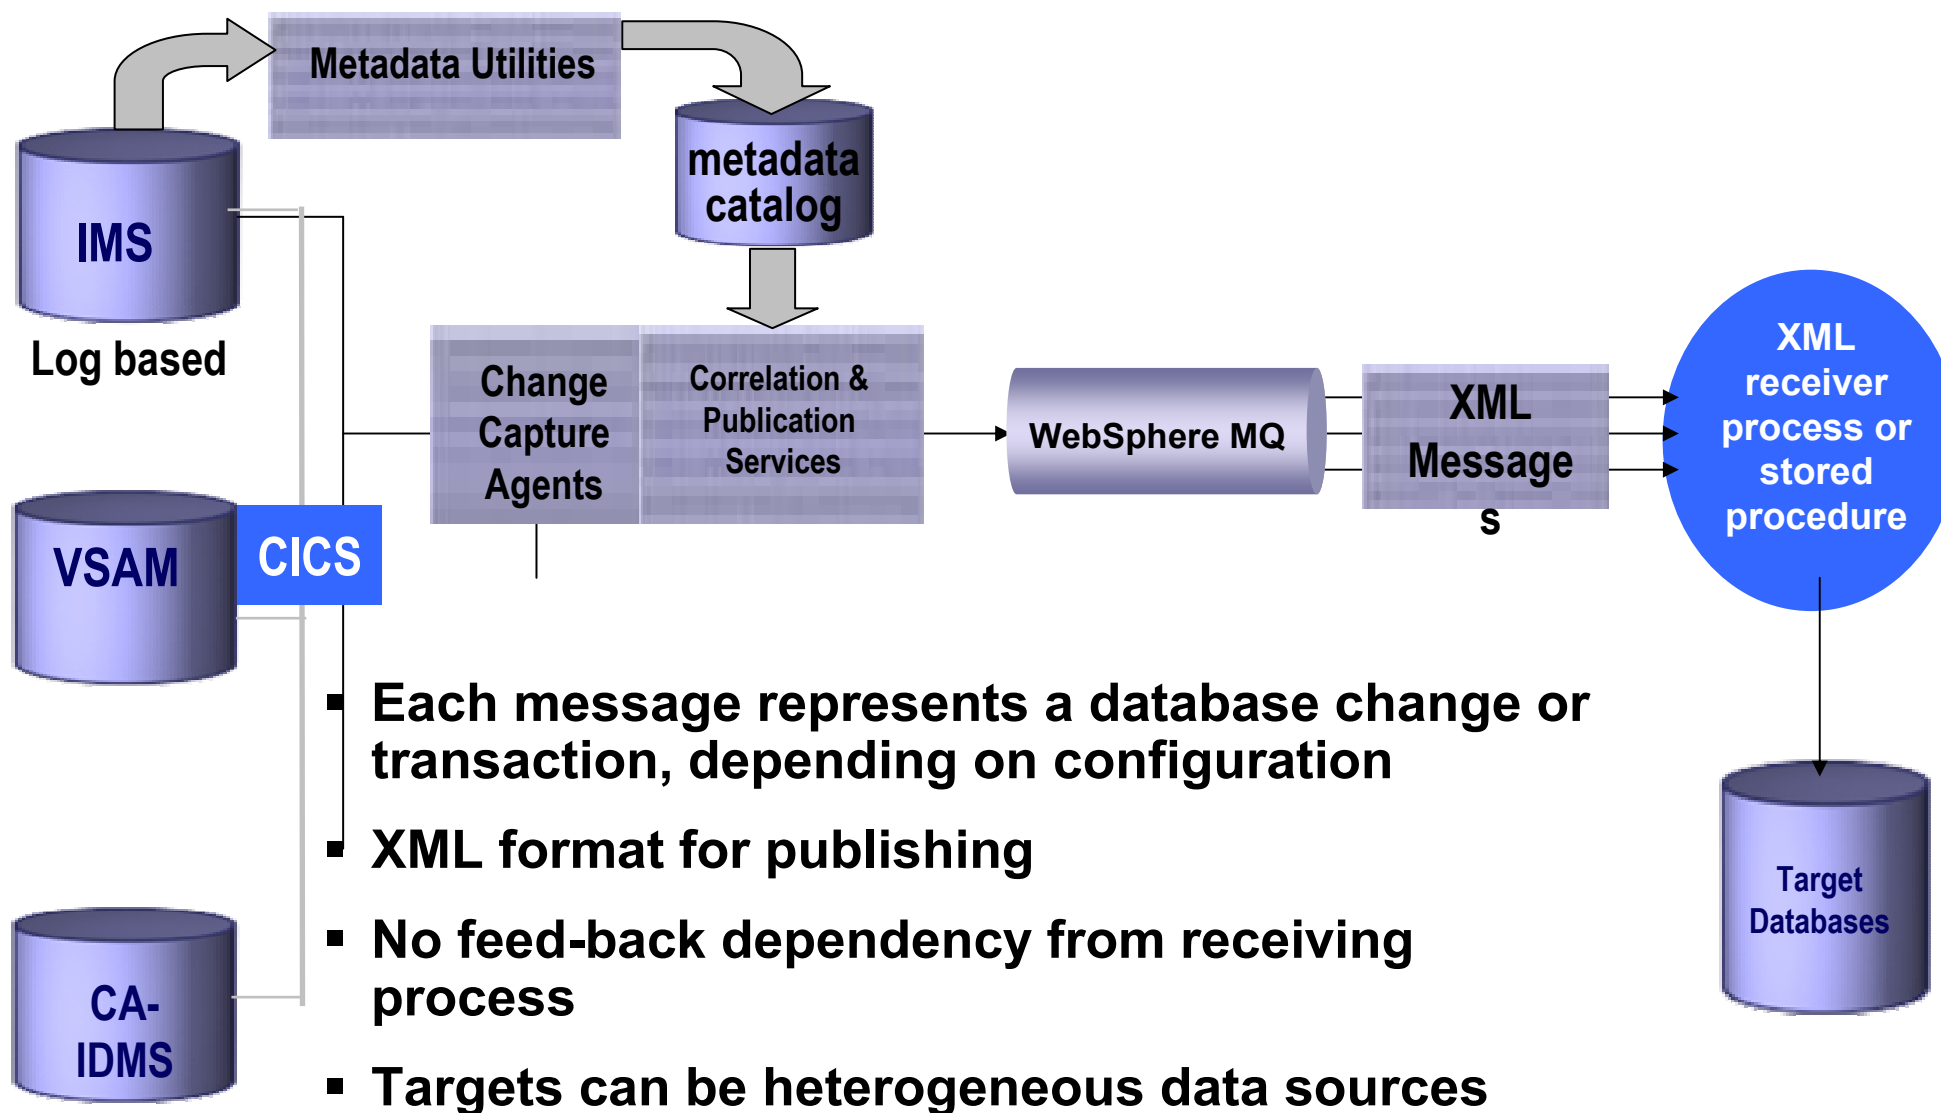 Metadata Utilities
metadata
catalog
IMS
Log based
Change
Capture
Agents
Correlation &
Publication
Services
WebSphere MQ
XML
Message
s
XML
receiver
process or
stored
procedure
VSAM
CICS
▪ Each message represents a database change or
transaction, depending on configuration
▪ XML format for publishing
▪ No feed-back dependency from receiving
process
▪ Targets can be heterogeneous data sources
Target
Databases
CA-
IDMS